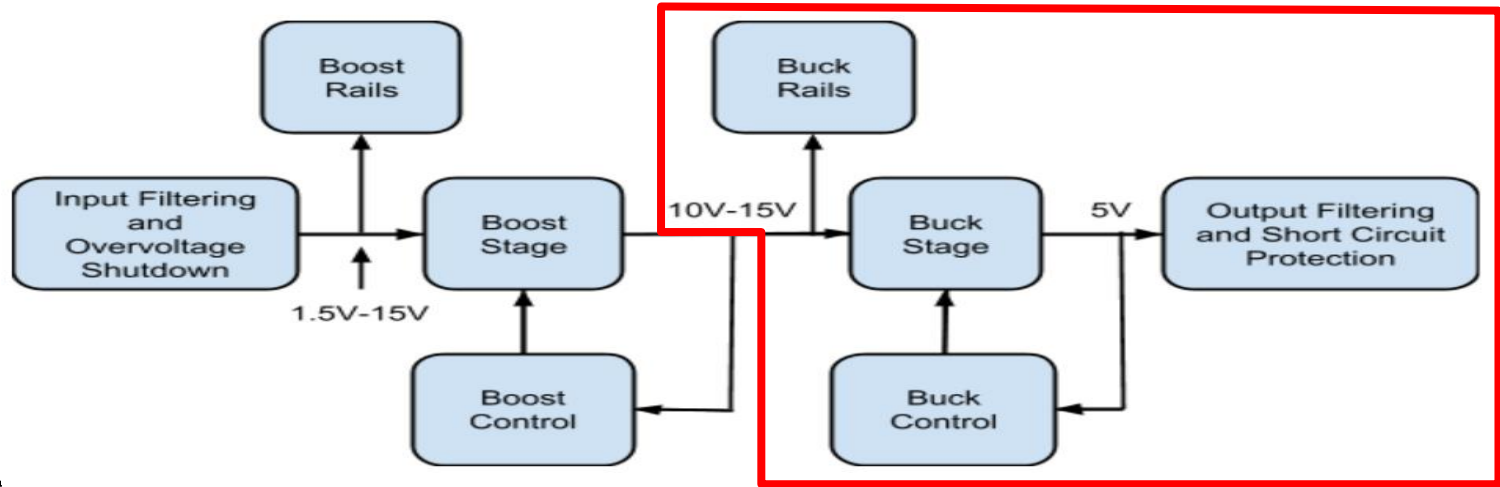 Boost
Rails
Buck
Rails
Input Filtering
and
Overvoltage
Shutdown
1.5V-15V
Boost
Stage
10V-15V
Buck
Stage
5V
Output Filtering
and Short Circuit
Protection
Boost
Control
Buck
Control